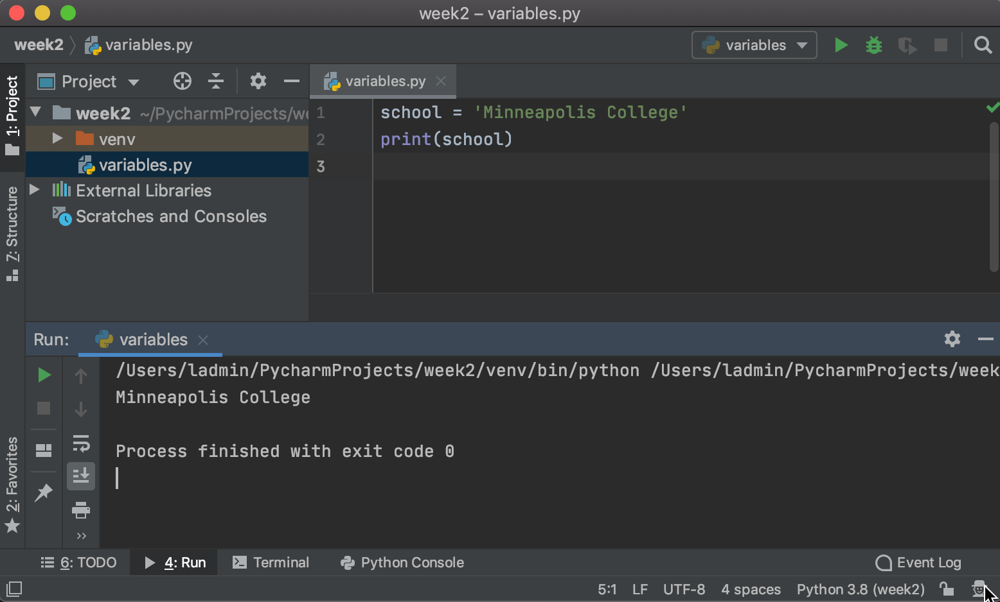 week2 – variables.py
week2 variables.py
variables
1: Project
Project
variables.py
week2 ~/PycharmProjects/we
venv
variables.py
External Libraries
Scratches and Consoles
7: Structure
2: Favorites
1 school = 'Minneapolis College'
2 print(school)
3
Run: variables
/Users/ladmin/PycharmProjects/week2/venv/bin/python /Users/ladmin/PycharmProjects/week
Minneapolis College
Process finished with exit code 0
6: TODO 4: Run Terminal Python Console Event Log
5:1 LF UTF-8 4 spaces Python 3.8 (week2)